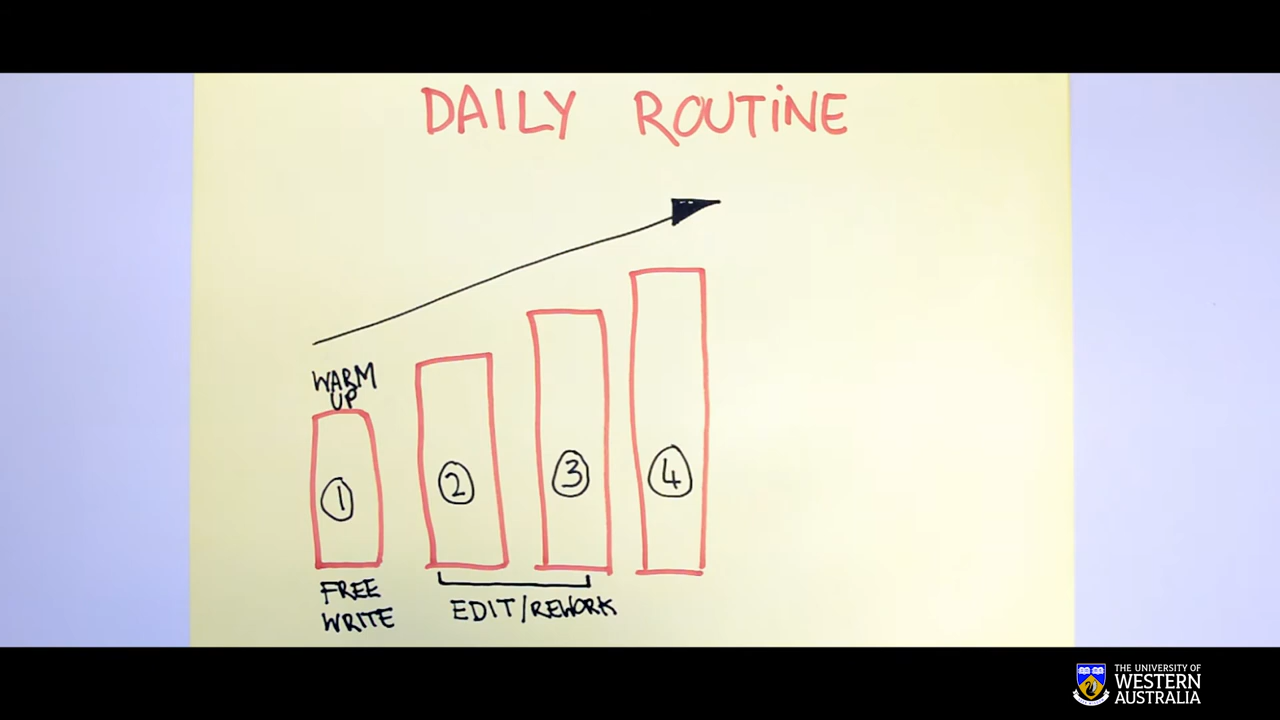 DAILY ROUTINE
WARM
UP
1
2
3
4
FREE
WRITE
EDIT/REWORK
THE UNIVERSITY OF
WESTERN
AUSTRALIA